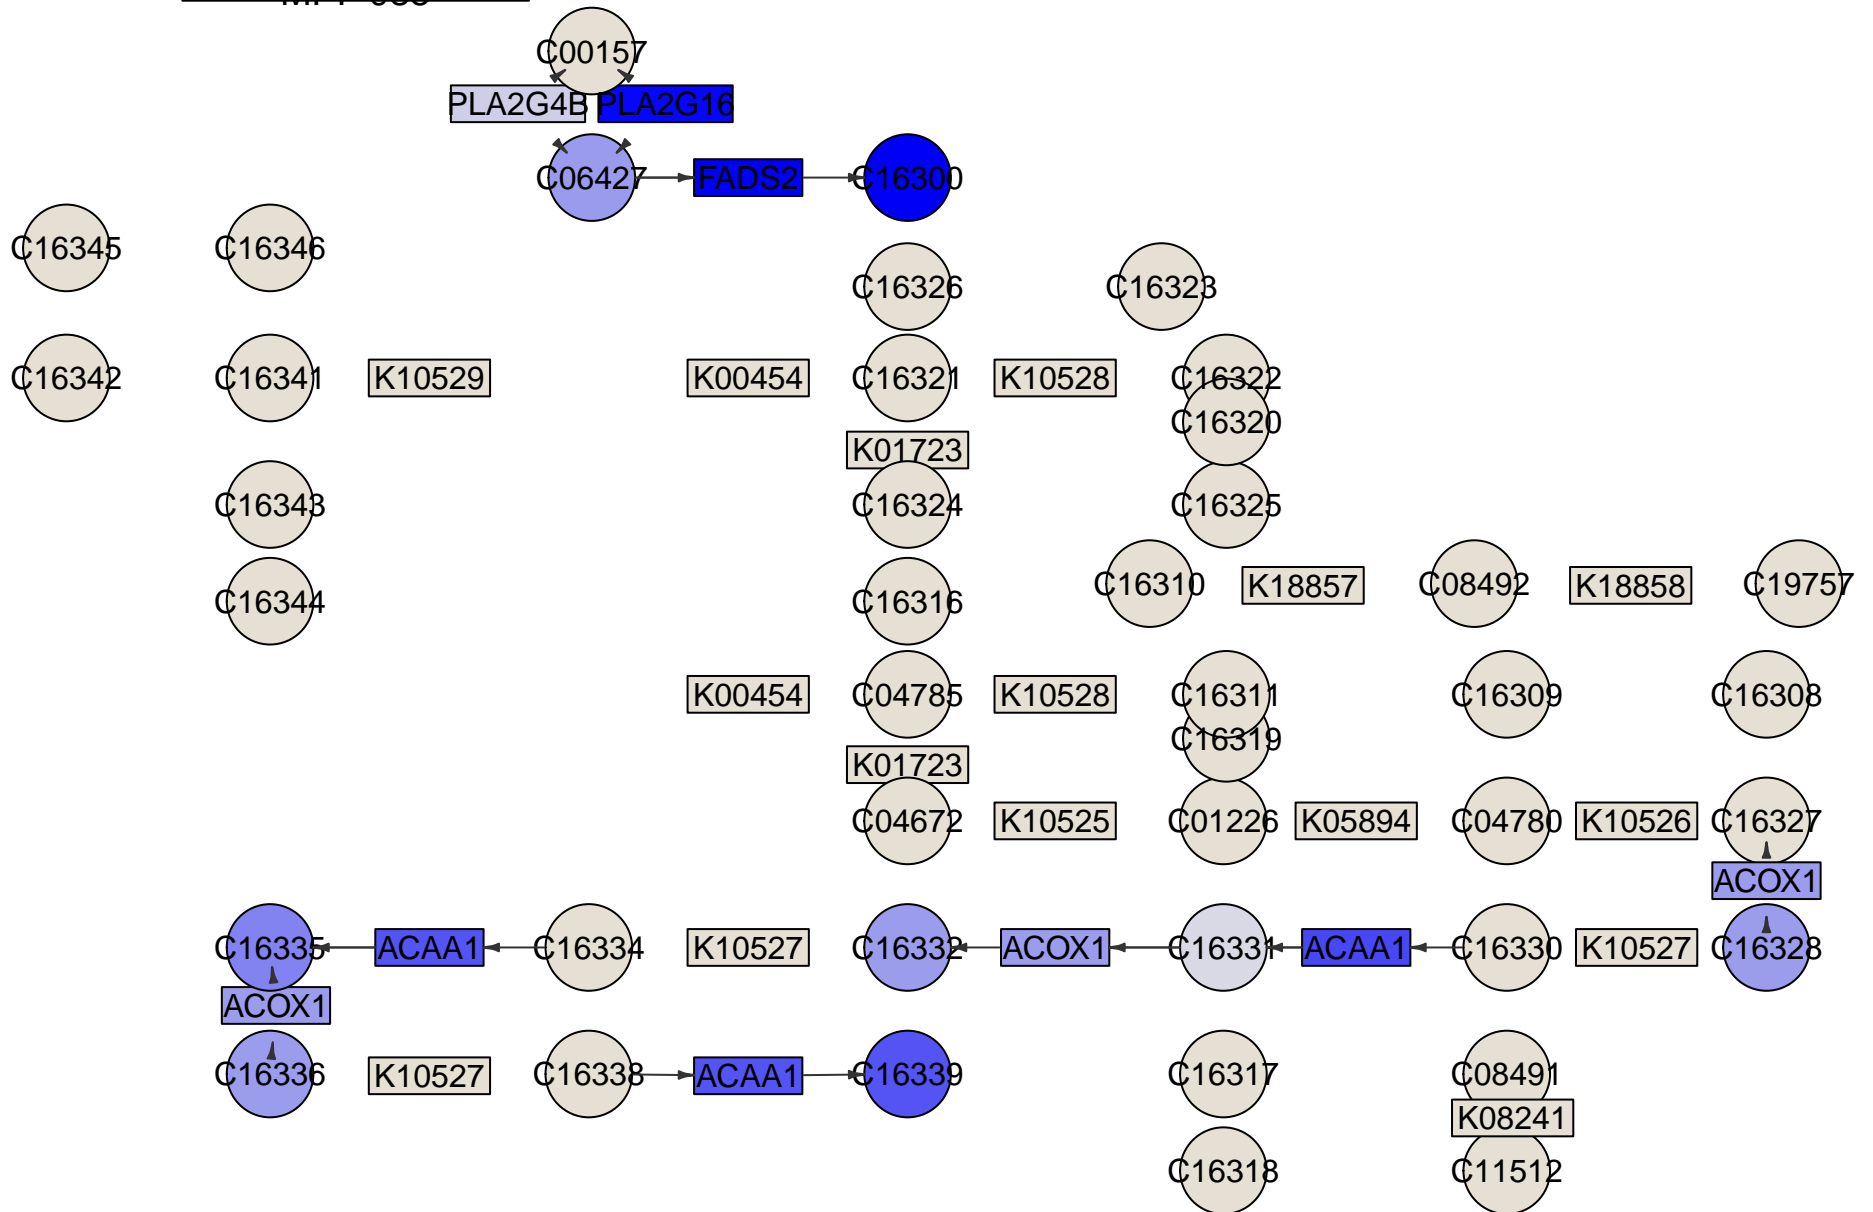 C00157
PLA2G4B PLA2G16
C06427 FADS2 C16300
C16345 C16346
C16326 C16323
C16342 C16341 K10529 K00454 C16321 K10528 C16322
C16320
K01723
C16343 C16324 C16325
C16310 K18857 C08492 K18858 C19757
C16344 C16316
K00454 C04785 K10528 C16311 C16309 C16308
C16319
K01723
C04672 K10525 C01226 K05894 C04780 K10526 C16327
ACOX1
C16335 ACAA1 C16334 K10527 C16332 ACOX1 C16331 ACAA1 C16330 K10527 C16328
ACOX1
C16336 K10527 C16338 ACAA1 C16339 C16317 C08491
K08241
C16318 C11512